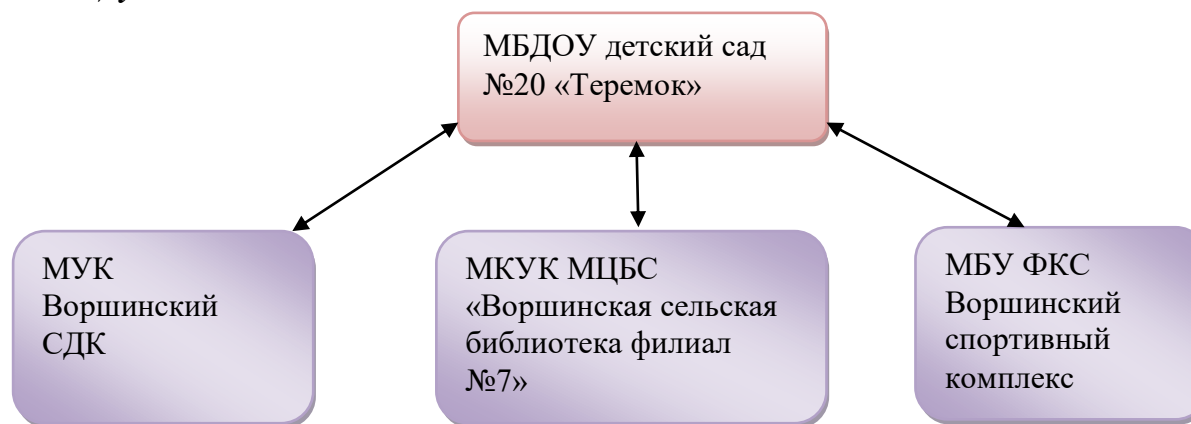 МБДОУ детский сад
№20 «Теремок»
МУК
Воршинский
СДК
МКУК МЦБС
«Воршинская сельская
библиотека филиал
№7»
МБУ ФКС
Воршинский
спортивный
комплекс